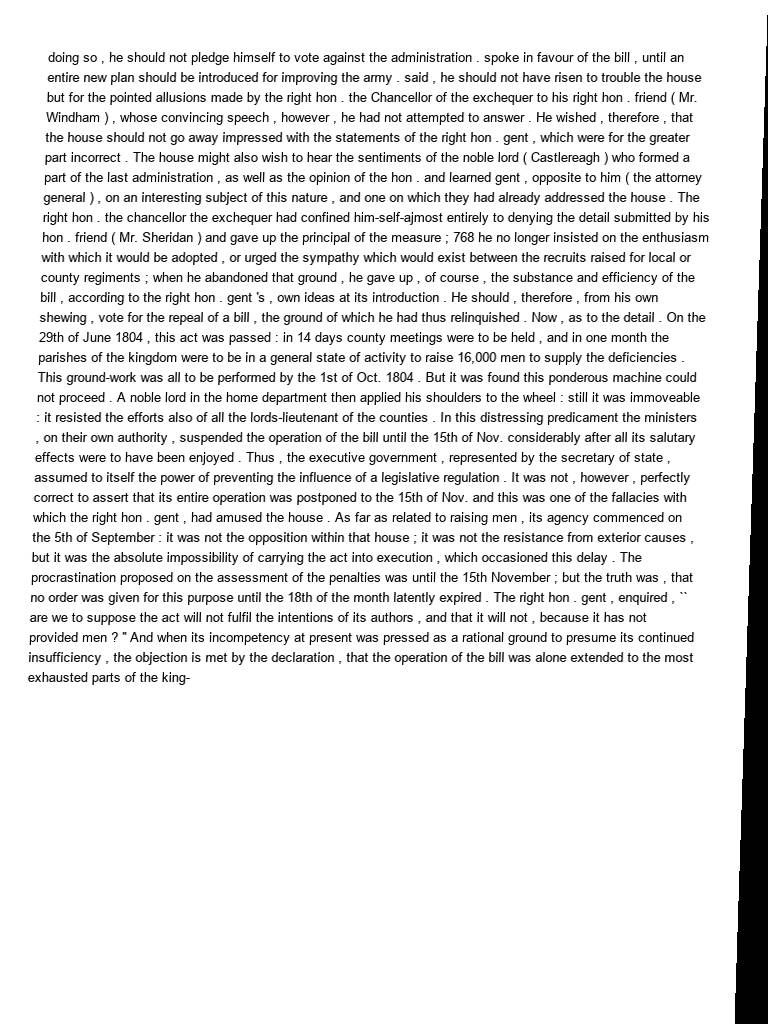 doing so , he should not pledge himself to vote against the administration . spoke in favour of the bill , until an
entire new plan should be introduced for improving the army . said , he should not have risen to trouble the house
but for the pointed allusions made by the right hon . the Chancellor of the exchequer to his right hon . friend ( Mr.
Windham ) , whose convincing speech , however , he had not attempted to answer . He wished , therefore , that
the house should not go away impressed with the statements of the right hon . gent , which were for the greater
part incorrect . The house might also wish to hear the sentiments of the noble lord ( Castlereagh ) who formed a
part of the last administration , as well as the opinion of the hon . and learned gent , opposite to him ( the attorney
general ) , on an interesting subject of this nature , and one on which they had already addressed the house . The
right hon . the chancellor the exchequer had confined him-self-ajmost entirely to denying the detail submitted by his
hon . friend ( Mr. Sheridan ) and gave up the principal of the measure ; 768 he no longer insisted on the enthusiasm
with which it would be adopted , or urged the sympathy which would exist between the recruits raised for local or
county regiments ; when he abandoned that ground , he gave up , of course , the substance and efficiency of the
bill , according to the right hon . gent 's , own ideas at its introduction . He should , therefore , from his own
shewing , vote for the repeal of a bill , the ground of which he had thus relinquished . Now , as to the detail . On the
29th of June 1804 , this act was passed : in 14 days county meetings were to be held , and in one month the
parishes of the kingdom were to be in a general state of activity to raise 16,000 men to supply the deficiencies .
This ground-work was all to be performed by the 1st of Oct. 1804 . But it was found this ponderous machine could
not proceed . A noble lord in the home department then applied his shoulders to the wheel : still it was immoveable
: it resisted the efforts also of all the lords-lieutenant of the counties . In this distressing predicament the ministers
, on their own authority , suspended the operation of the bill until the 15th of Nov. considerably after all its salutary
effects were to have been enjoyed . Thus , the executive government , represented by the secretary of state ,
assumed to itself the power of preventing the influence of a legislative regulation . It was not , however , perfectly
correct to assert that its entire operation was postponed to the 15th of Nov. and this was one of the fallacies with
which the right hon . gent , had amused the house . As far as related to raising men , its agency commenced on
the 5th of September : it was not the opposition within that house ; it was not the resistance from exterior causes ,
but it was the absolute impossibility of carrying the act into execution , which occasioned this delay . The
procrastination proposed on the assessment of the penalties was until the 15th November ; but the truth was , that
no order was given for this purpose until the 18th of the month latently expired . The right hon . gent , enquired , ``
are we to suppose the act will not fulfil the intentions of its authors , and that it will not , because it has not
provided men ? '' And when its incompetency at present was pressed as a rational ground to presume its continued
insufficiency , the objection is met by the declaration , that the operation of the bill was alone extended to the most
exhausted parts of the king-